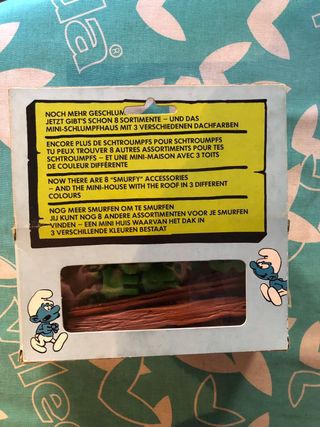 NOCH MEHR GESCHLUM
JETZT GIBT'S SCHON 8 SORTIMENTE – UND DAS
MINI-SCHLUMPFHAUS MIT 3 VERSCHIEDENEN DACHFARBEN
ENCORE PLUS DE SCHTROUMPFS POUR SCHTROUMPFS
TU PEUX TROUVER 8 AUTRES ASSORTIMENTS POUR TES
SCHTROUMPFS – ET UNE MINI-MAISON AVEC 3 TOITS
DE COULEUR DIFFÉRENTE
NOW THERE ARE 8 "SMURFY" ACCESSORIES
– AND THE MINI-HOUSE WITH THE ROOF IN 3 DIFFERENT
COLOURS
NOG MEER SMURFEN OM TE SMURFEN
JIJ KUNT NOG 8 ANDERE ASSORTIMENTEN VOOR JE SMURFEN
VINDEN – EEN MINI HUIS WAARVAN HET DAK IN
3 VERSCHILLENDE KLEUREN BESTAAT